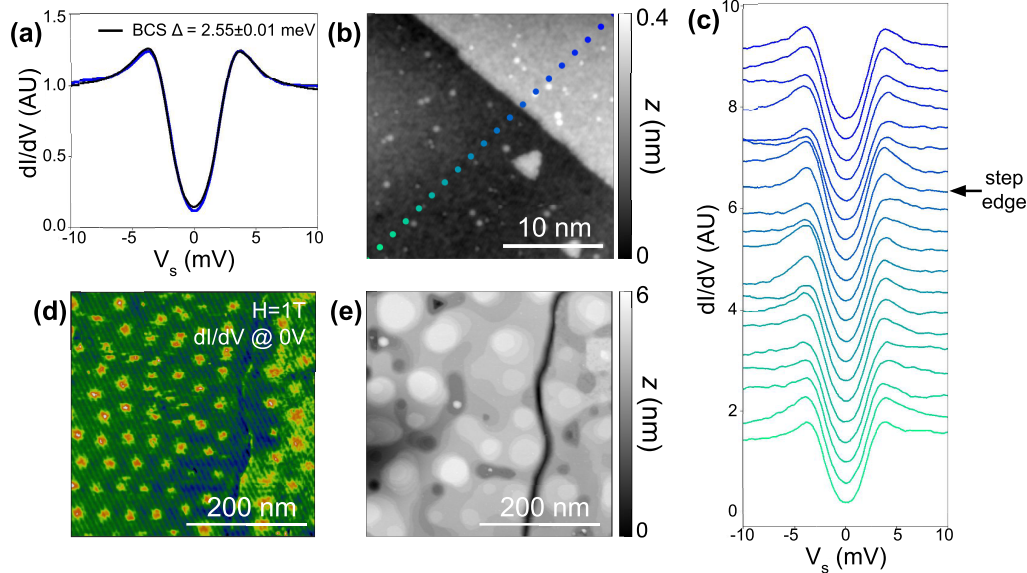 (a)
BCS Δ = 2.55±0.01 meV
1.5
1.0
0.5
0.0
dI/dV (AU)
-10
-5
0
5
10
V_s (mV)
(b)
10 nm
0.4
0
z (nm)
(c)
10
8
6
4
2
0
dI/dV (AU)
step
edge
-10
-5
0
5
10
V_s (mV)
(d)
H=1T
dI/dV @ 0V
200 nm
(e)
200 nm
6
0
z (nm)